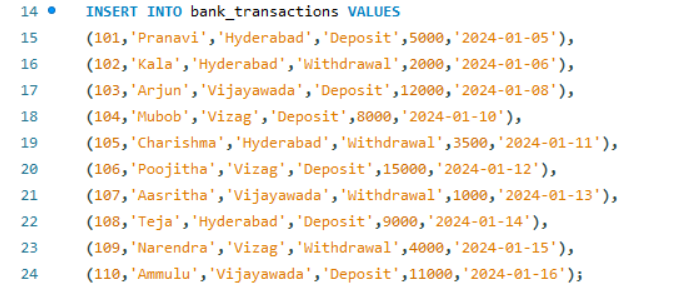 14 INSERT INTO bank_transactions VALUES
15 (101,'Pranavi','Hyderabad','Deposit',5000,'2024-01-05'),
16 (102,'Kala','Hyderabad','Withdrawal',2000,'2024-01-06'),
17 (103,'Arjun','Vijayawada','Deposit',12000,'2024-01-08'),
18 (104,'Mubob','Vizag','Deposit',8000,'2024-01-10'),
19 (105,'Charishma','Hyderabad','Withdrawal',3500,'2024-01-11'),
20 (106,'Poojitha','Vizag','Deposit',15000,'2024-01-12'),
21 (107,'Aasritha','Vijayawada','Withdrawal',1000,'2024-01-13'),
22 (108,'Teja','Hyderabad','Deposit',9000,'2024-01-14'),
23 (109,'Narendra','Vizag','Withdrawal',4000,'2024-01-15'),
24 (110,'Ammulu','Vijayawada','Deposit',11000,'2024-01-16');